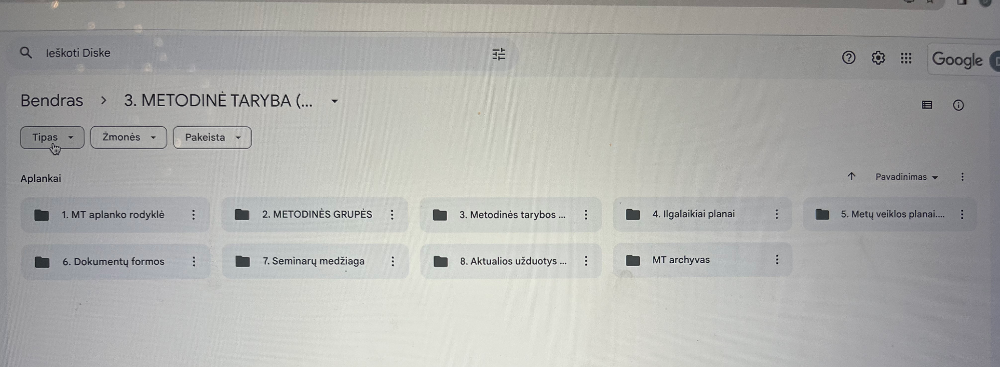 Ieškoti Diske
Google
Bendras > 3. METODINĖ TARYBA (...
Tipas Žmonės Pakeista
Aplankai Pavadinimas
1. MT aplanko rodyklė 2. METODINĖS GRUPĖS 3. Metodinės tarybos ... 4. Ilgalaikiai planai 5. Metų veiklos planai....
6. Dokumentų formos 7. Seminarų medžiaga 8. Aktualios užduotys ... MT archyvas